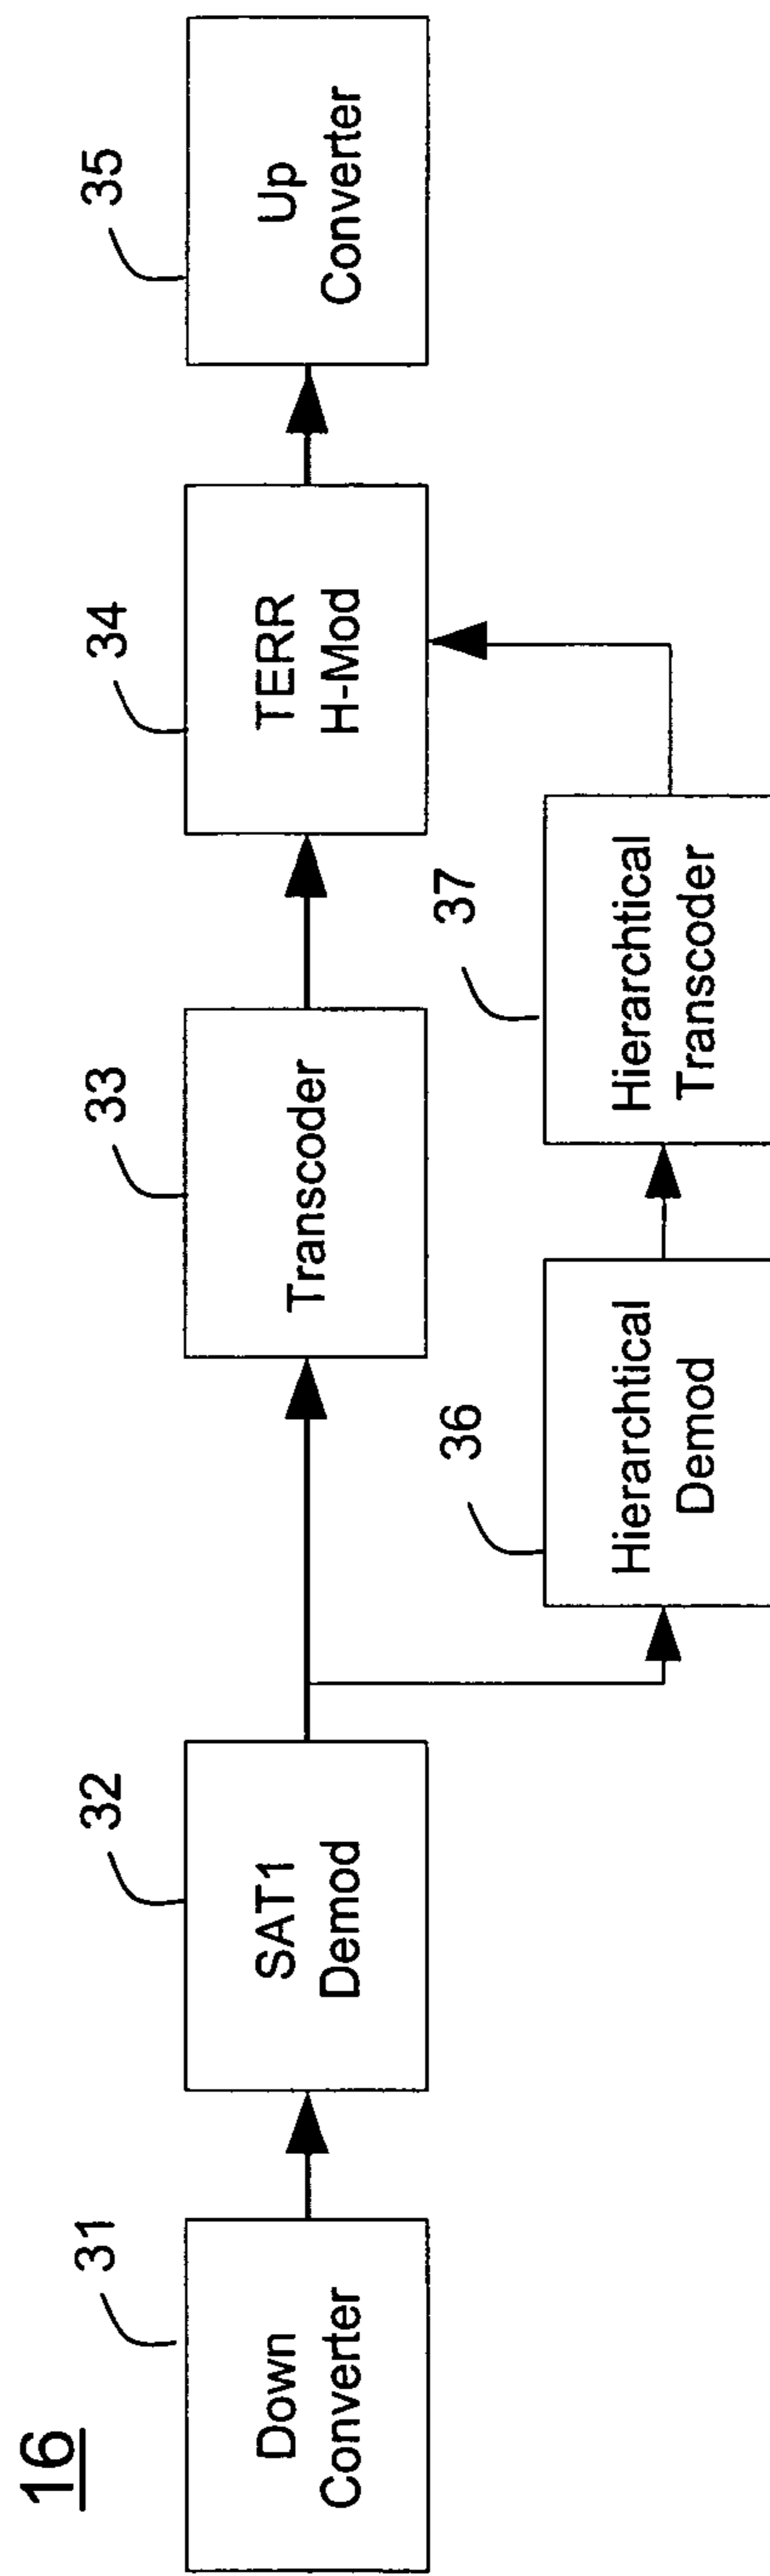 16
31
Down
Converter
32
SAT1
Demod
33
Transcoder
34
TERR
H-Mod
35
Up
Converter
36
Hierarchtical
Demod
37
Hierarchtical
Transcoder